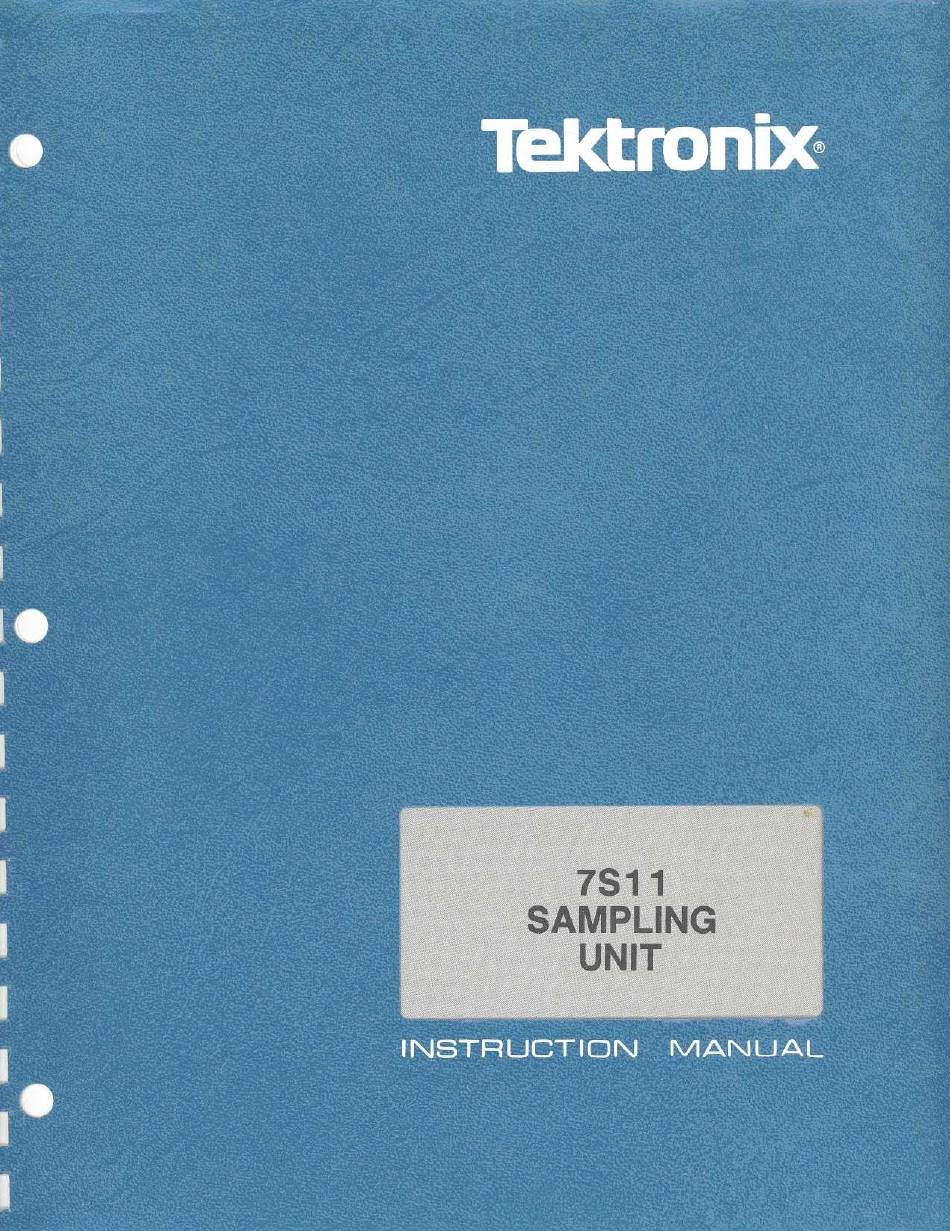 Tektronix®
7S11
SAMPLING
UNIT
INSTRUCTION MANUAL